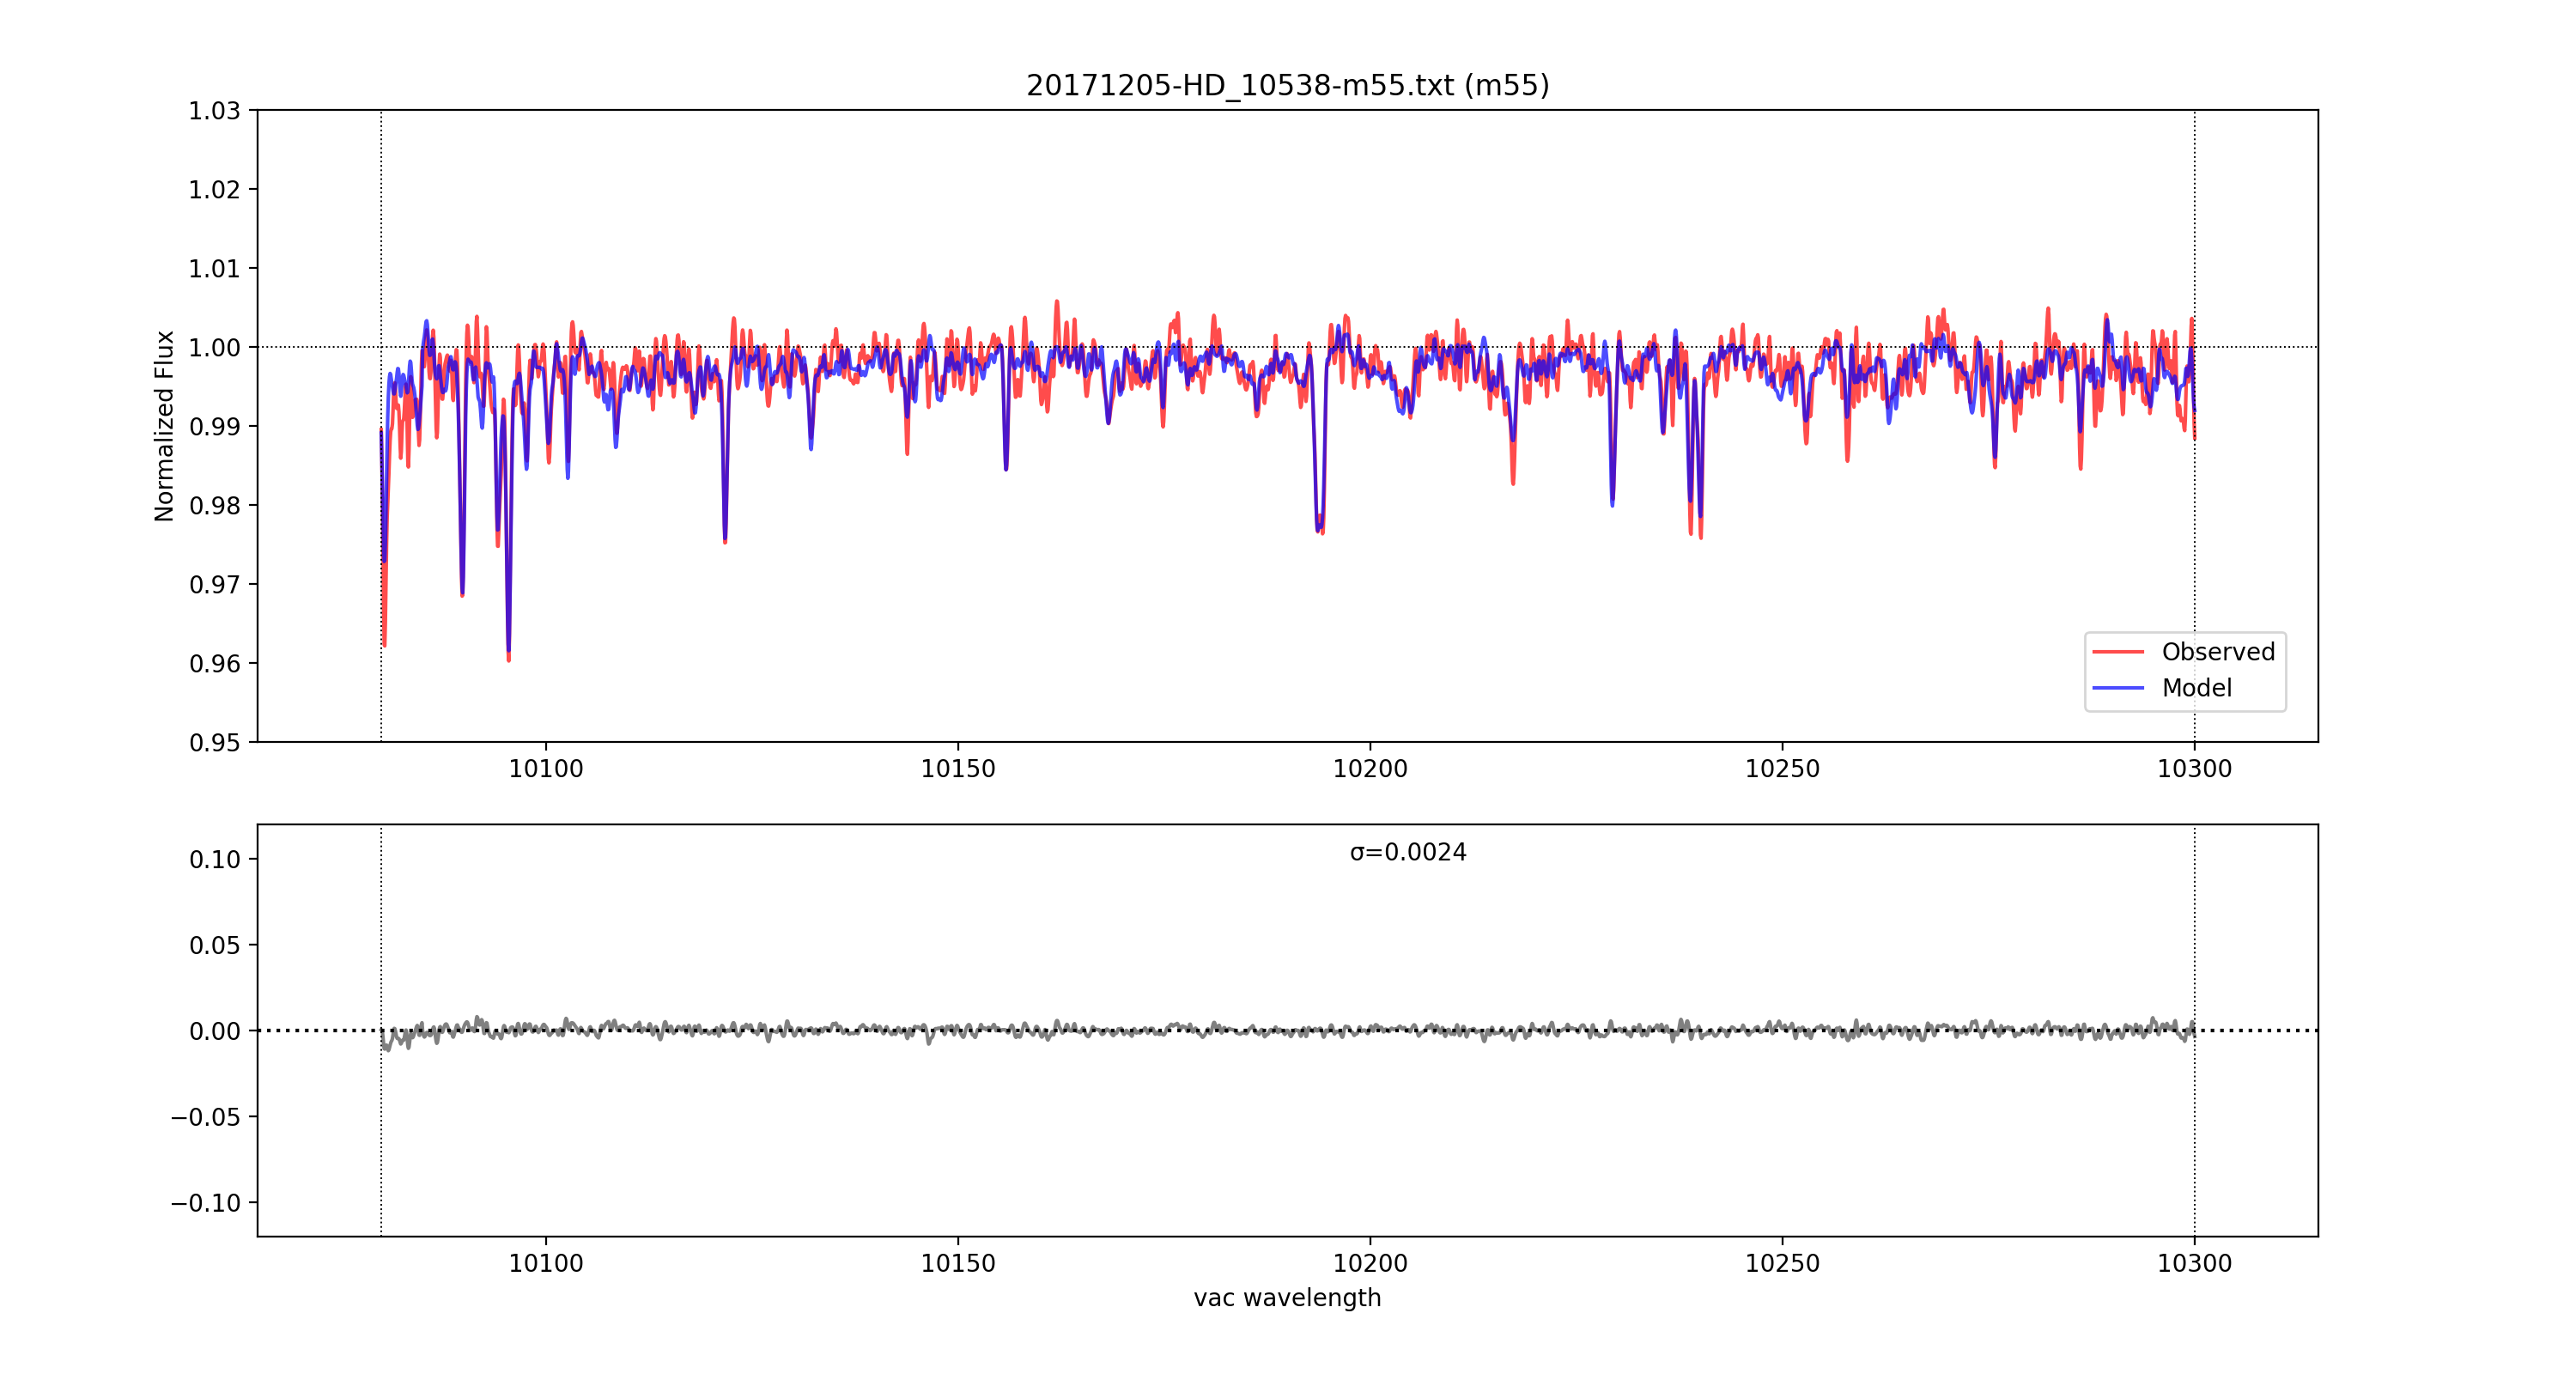 20171205-HD_10538-m55.txt (m55)
1.03
1.02
1.01
1.00
0.99
0.98
0.97
0.96
0.95
Normalized Flux
Observed
Model
10100 10150 10200 10250 10300
σ=0.0024
0.10
0.05
0.00
−0.05
−0.10
10100 10150 10200 10250 10300
vac wavelength